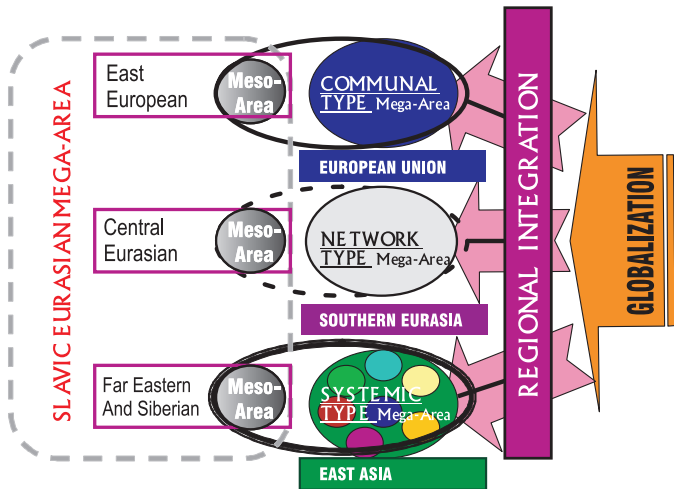 SLAVIC EURASIAN MEGA-AREA
East
European
Meso-
Area
COMMUNAL
TYPE Mega-Area
EUROPEAN UNION
Central
Eurasian
Meso-
Area
NETWORK
TYPE Mega-Area
SOUTHERN EURASIA
Far Eastern
And Siberian
Meso-
Area
SYSTEMIC
TYPE Mega-Area
EAST ASIA
REGIONAL INTEGRATION
GLOBALIZATION